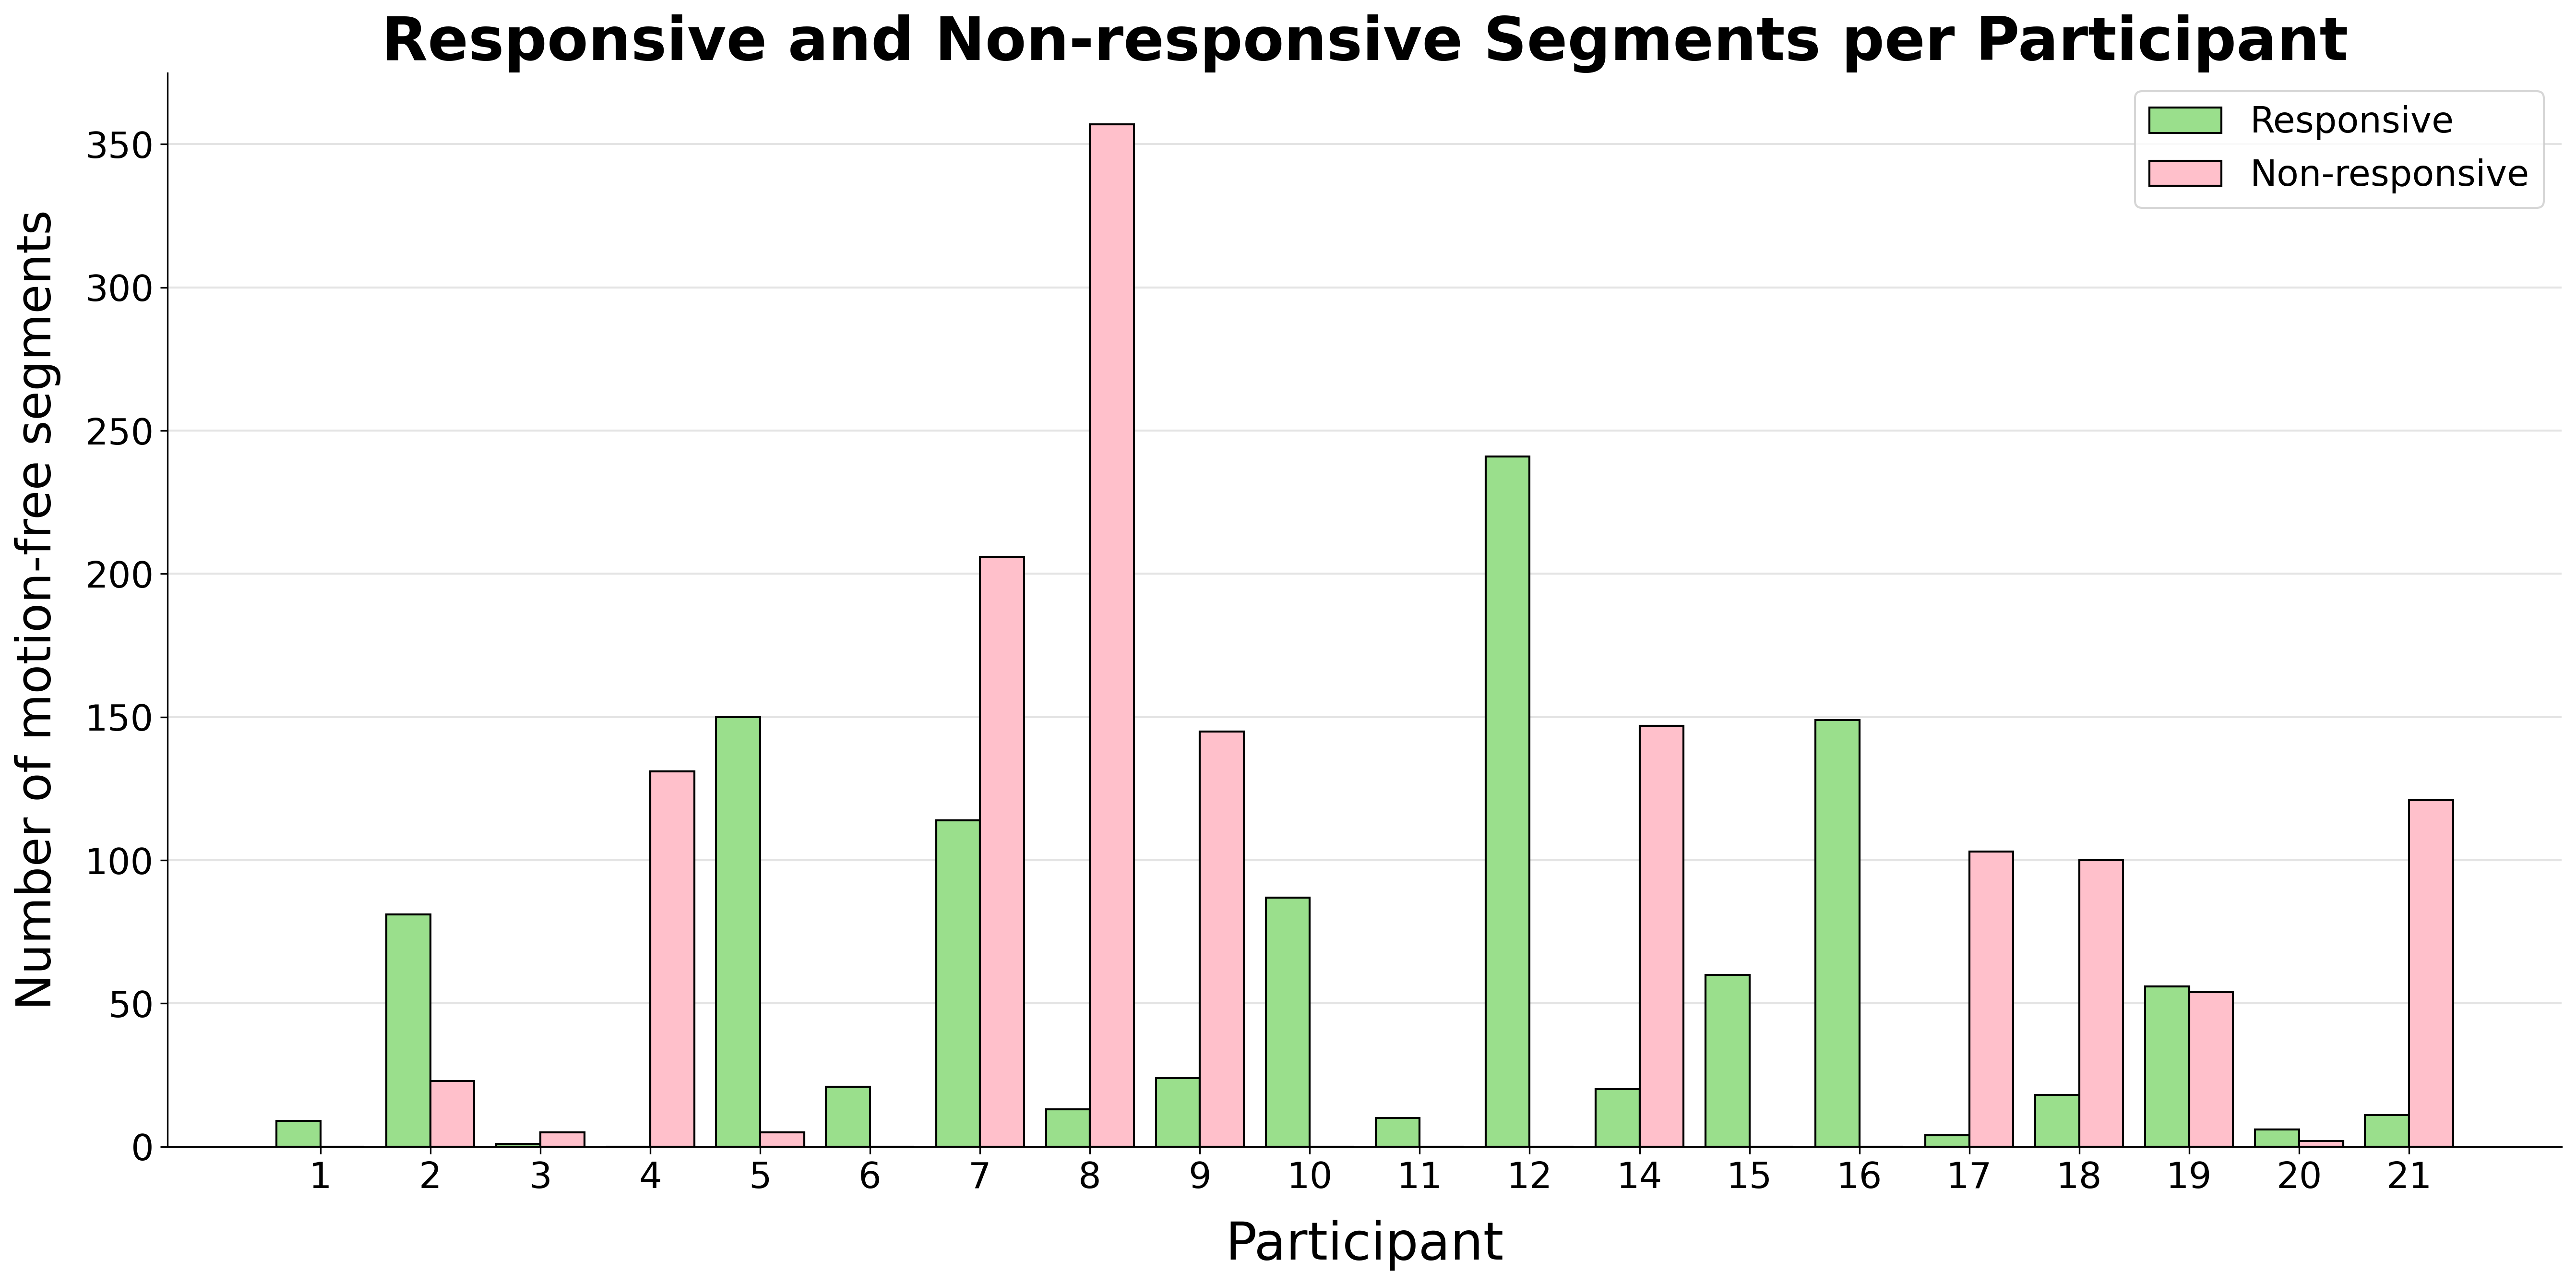 Responsive and Non-responsive Segments per Participant
Responsive
Non-responsive
Number of motion-free segments
350
300
250
200
150
100
50
0
1 2 3 4 5 6 7 8 9 10 11 12 14 15 16 17 18 19 20 21
Participant